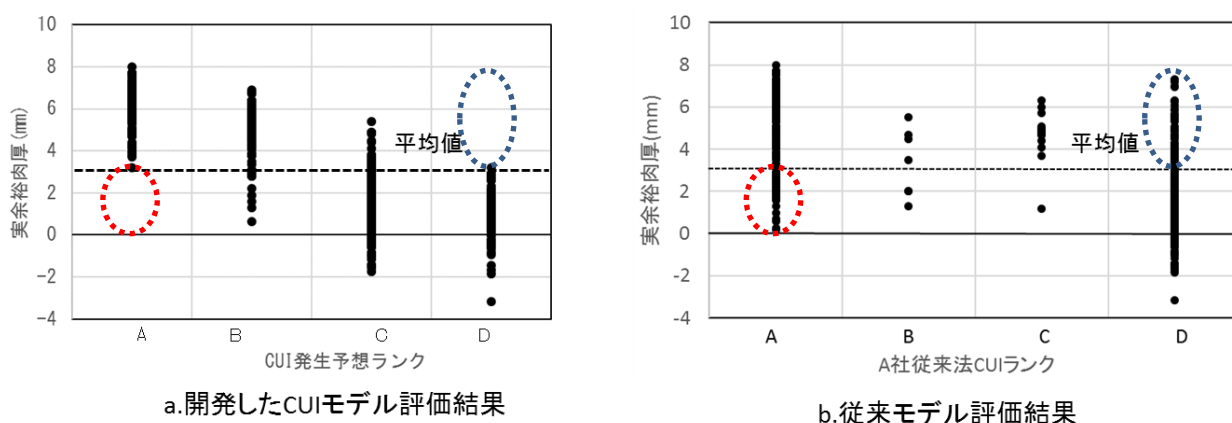 10
8
6
4
2
0
-2
-4
実余裕肉厚(mm)
平均値
A
B
C
D
CUI発生予想ランク
a.開発したCUIモデル評価結果
10
8
6
4
2
0
-2
-4
実余裕肉厚(mm)
平均値
A
B
C
D
A社従来法CUIランク
b.従来モデル評価結果